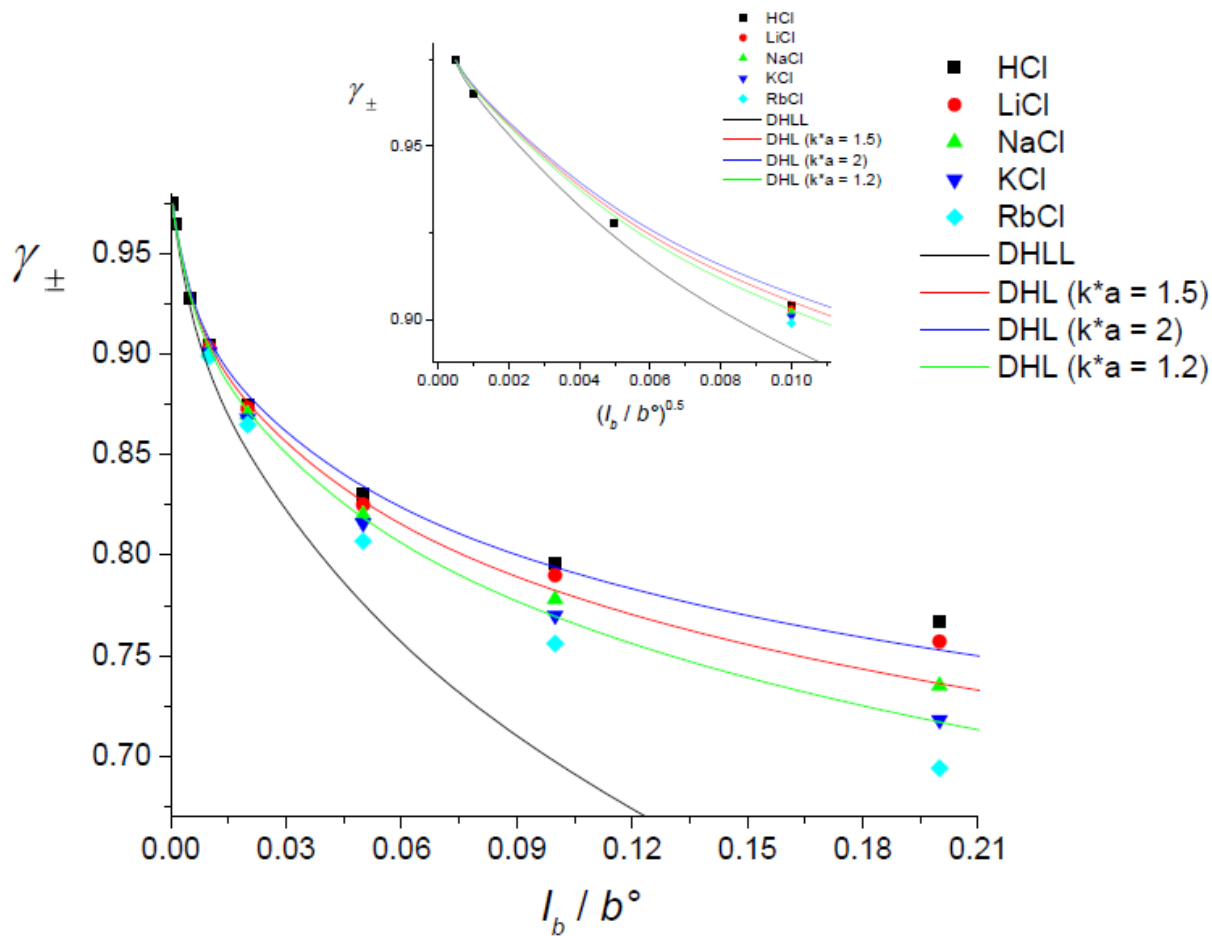 HCl
LiCl
NaCl
KCl
RbCl
DHLL
DHL (k*a = 1.5)
DHL (k*a = 2)
DHL (k*a = 1.2)
γ ±
0.95
0.90
0.000 0.002 0.004 0.006 0.008 0.010
(I_b / b°)^0.5
HCl
LiCl
NaCl
KCl
RbCl
DHLL
DHL (k*a = 1.5)
DHL (k*a = 2)
DHL (k*a = 1.2)
γ ±
0.95
0.90
0.85
0.80
0.75
0.70
0.00 0.03 0.06 0.09 0.12 0.15 0.18 0.21
I_b / b°